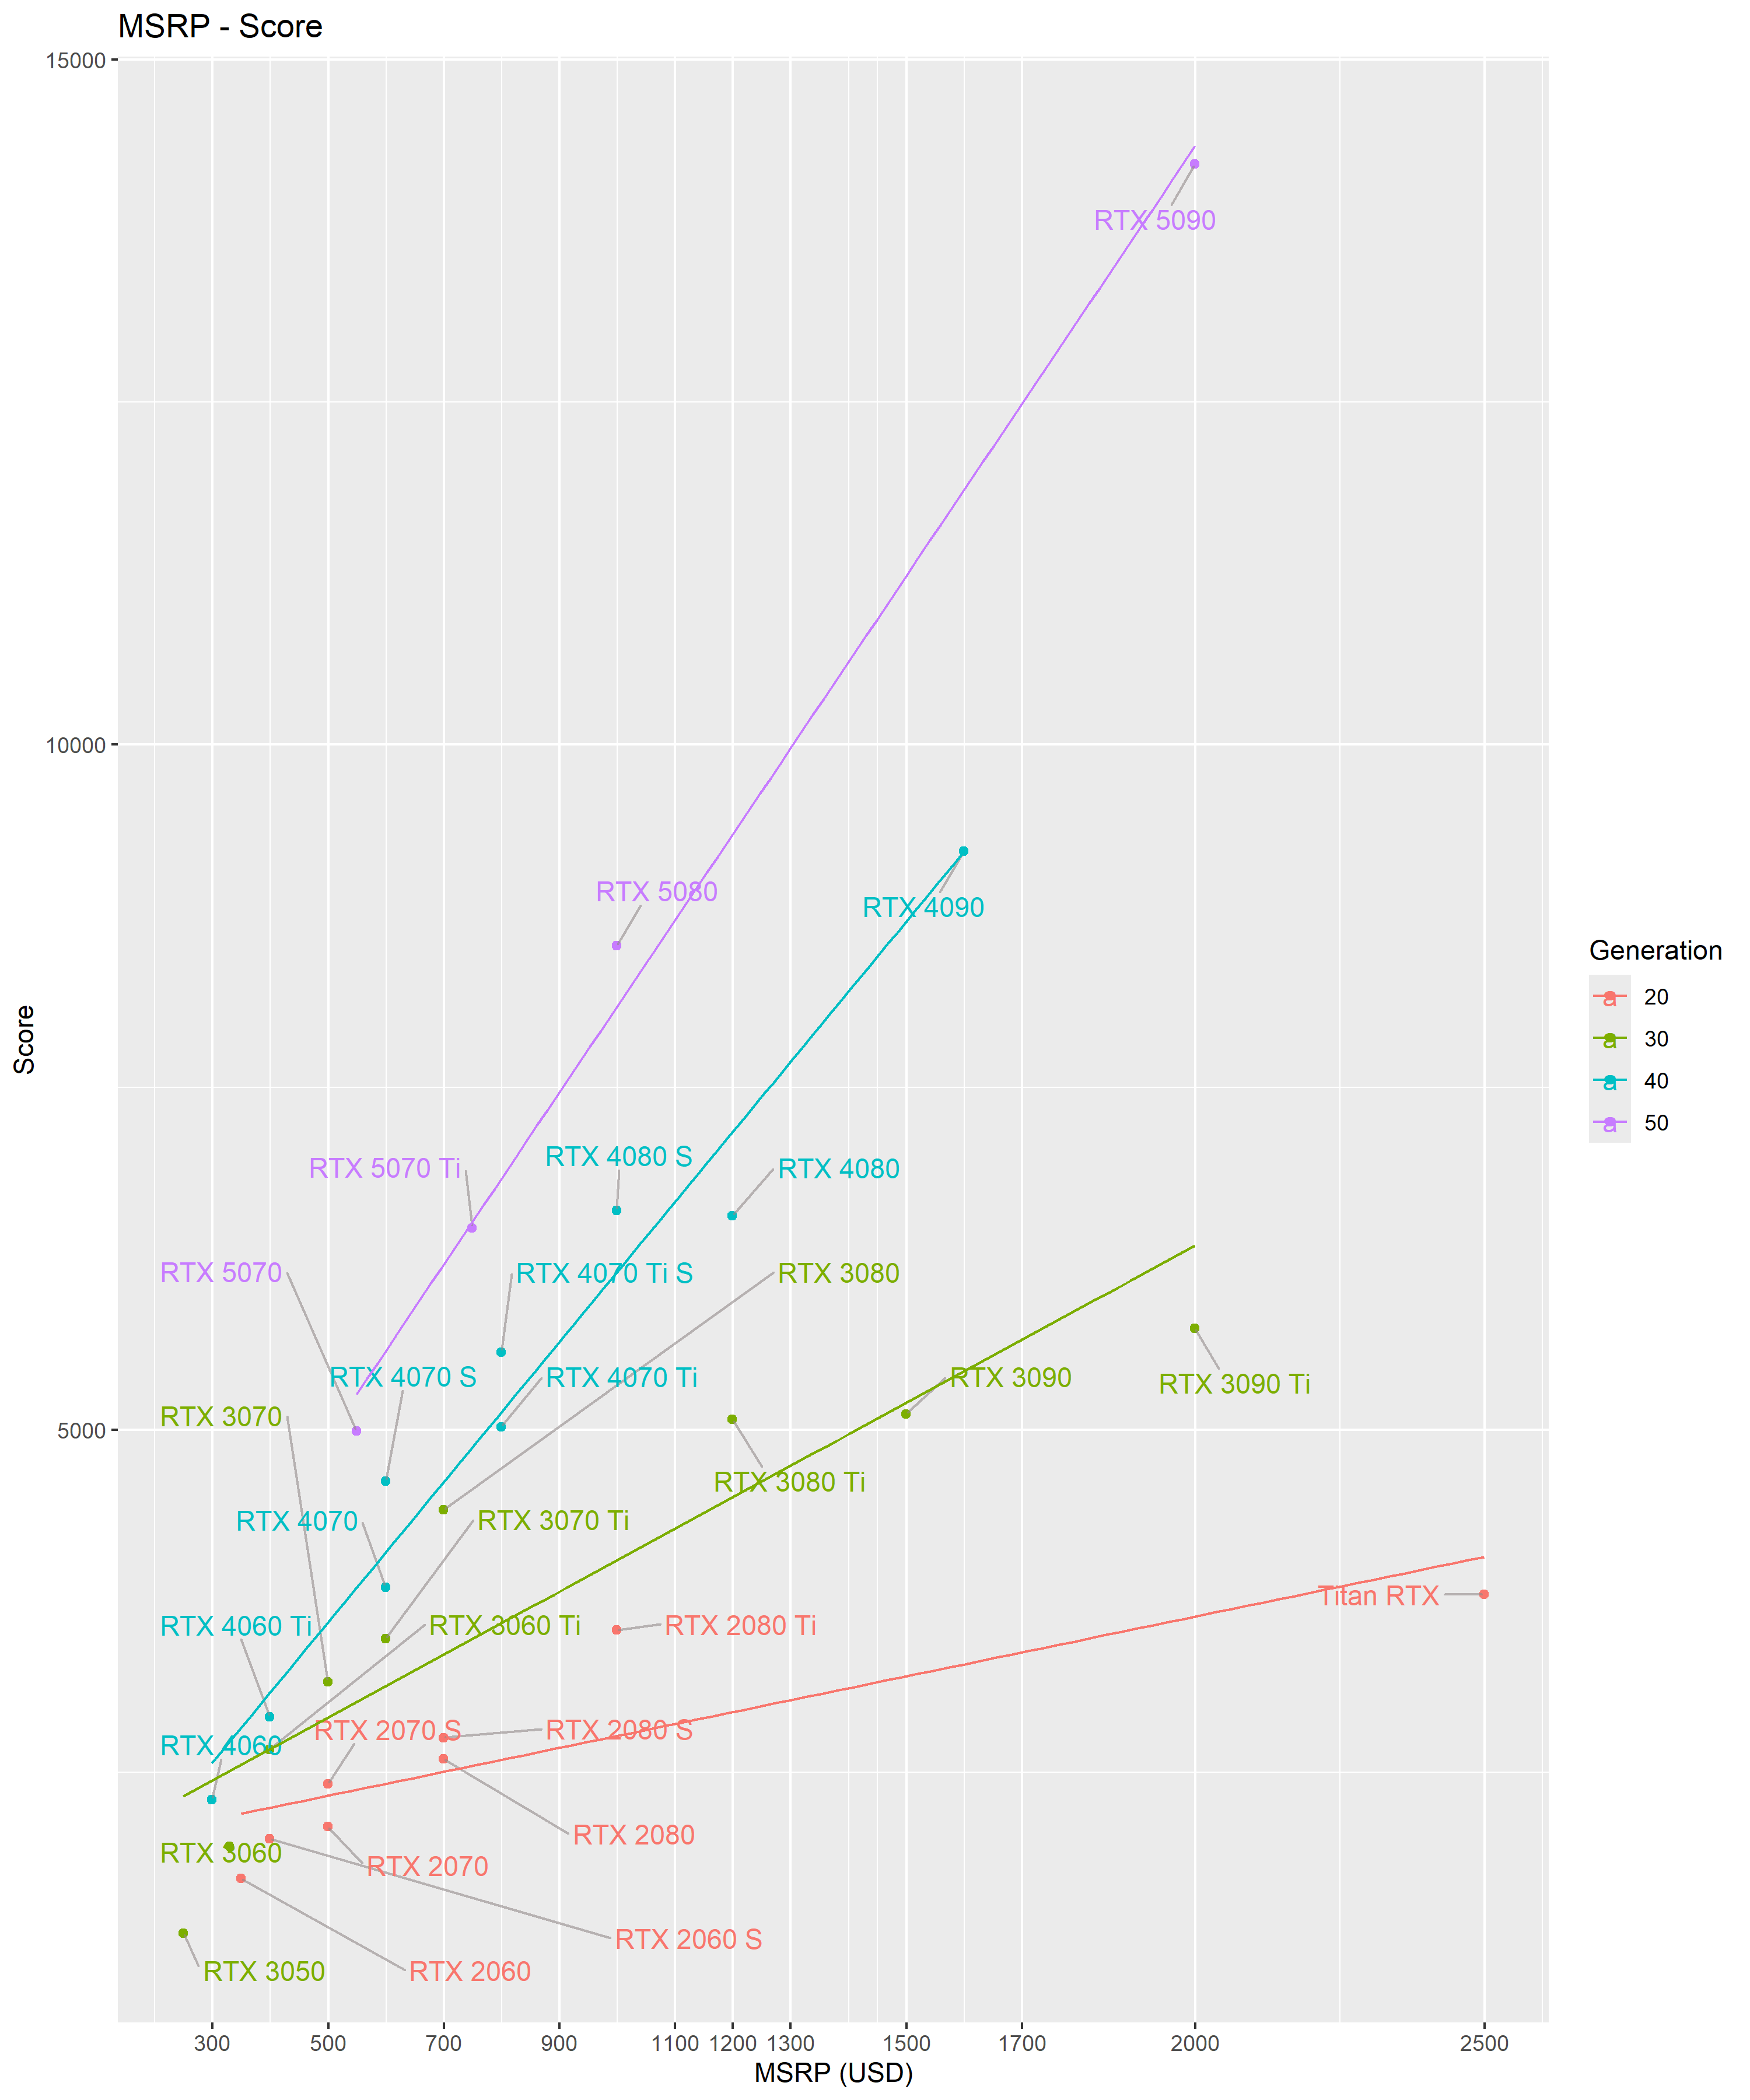 MSRP - Score
15000
RTX 5090
10000
RTX 5080
RTX 4090
Generation
20
30
40
50
Score
RTX 5070 Ti
RTX 4080 S
RTX 4080
RTX 5070
RTX 4070 Ti S
RTX 3080
RTX 4070 S
RTX 4070 Ti
RTX 3090
RTX 3090 Ti
RTX 3070
5000
RTX 3080 Ti
RTX 4070
RTX 3070 Ti
Titan RTX
RTX 4060 Ti
RTX 3060 Ti
RTX 2080 Ti
RTX 4060
RTX 2070 S
RTX 2080 S
RTX 2080
RTX 3060
RTX 2070
RTX 2060 S
RTX 3050
RTX 2060
300 500 700 900 1100 1200 1300 1500 1700 2000 2500
MSRP (USD)